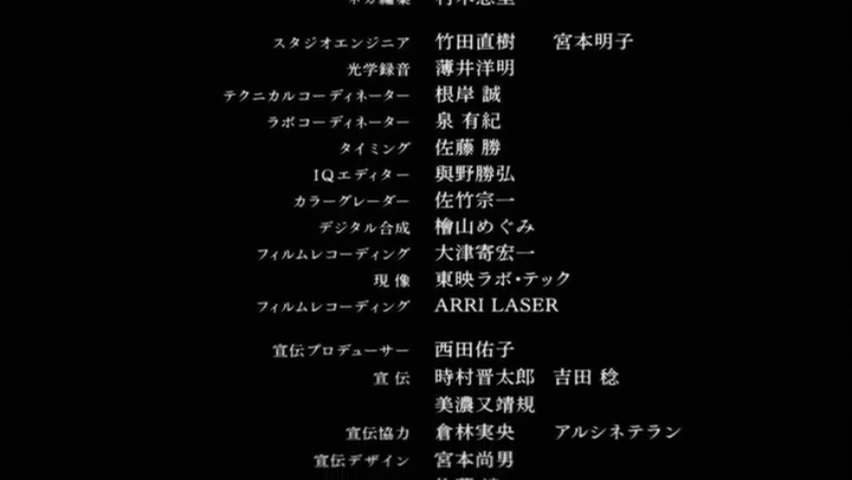 スタジオエンジニア 竹田直樹 宮本明子
光学録音 薄井洋明
テクニカルコーディネーター 根岸 誠
ラボコーディネーター 泉 有紀
タイミング 佐藤 勝
IQエディター 與野勝弘
カラーグレーダー 佐竹宗一
デジタル合成 檜山めぐみ
フィルムレコーディング 大津寄宏一
現 像 東映ラボ・テック
フィルムレコーディング ARRI LASER
宣伝プロデューサー 西田佑子
宣 伝 時村晋太郎 吉田 稔
美濃又靖規
宣伝協力 倉林実央 アルシネテラン
宣伝デザイン 宮本尚男